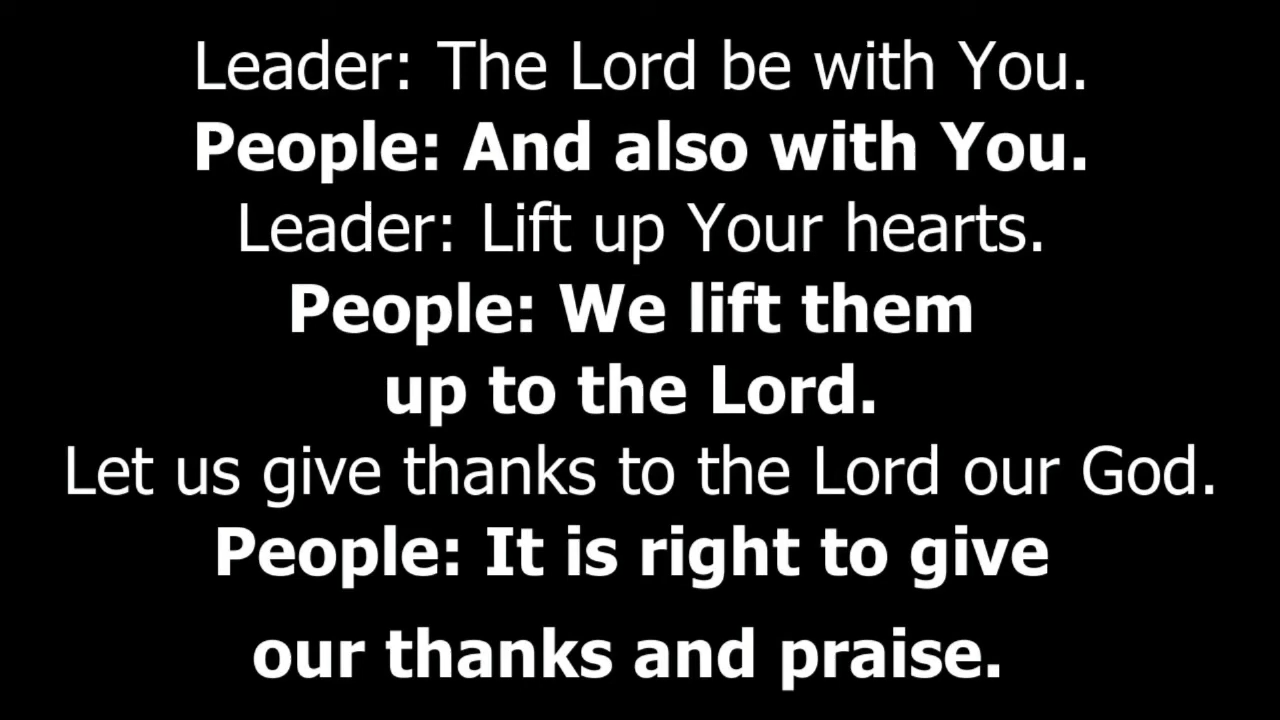 Leader: The Lord be with You.
People: And also with You.
Leader: Lift up Your hearts.
People: We lift them
up to the Lord.
Let us give thanks to the Lord our God.
People: It is right to give
our thanks and praise.